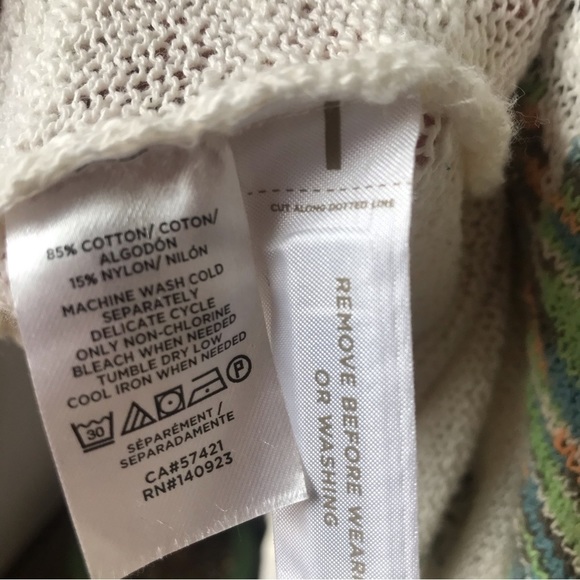 85% COTTON/ COTON/
ALGODÓN
15% NYLON/ NILÓN
MACHINE WASH COLD
SEPARATELY
DELICATE CYCLE
ONLY NON-CHLORINE
BLEACH WHEN NEEDED
TUMBLE DRY LOW
COOL IRON WHEN NEEDED
30 P
SÉPARÉMENT/
SEPARADAMENTE
CA#57421
RN#140923
CUT ALONG DOTTED LINE
REMOVE BEFORE WEARING
OR WASHING